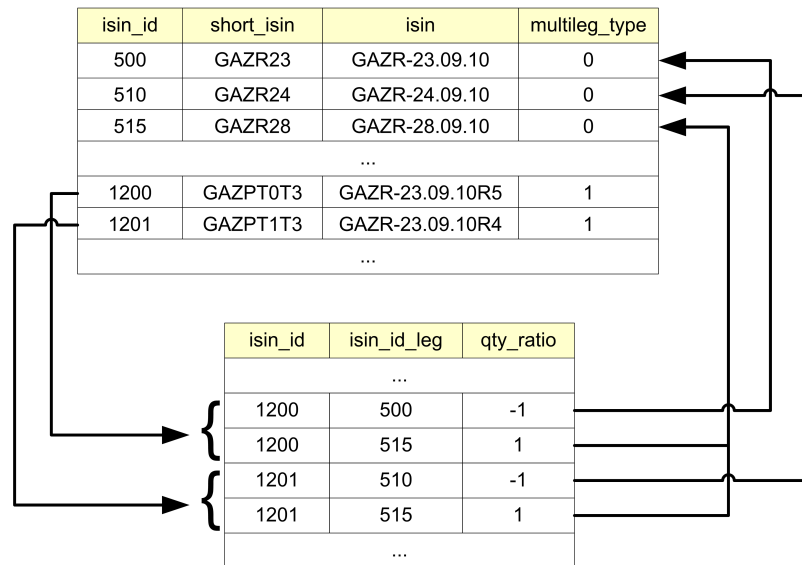 isin_id short_isin isin multileg_type
500 GAZR23 GAZR-23.09.10 0
510 GAZR24 GAZR-24.09.10 0
515 GAZR28 GAZR-28.09.10 0
...
1200 GAZPT0T3 GAZR-23.09.10R5 1
1201 GAZPT1T3 GAZR-23.09.10R4 1
...
isin_id isin_id_leg qty_ratio
...
1200 500 -1
1200 515 1
1201 510 -1
1201 515 1
...